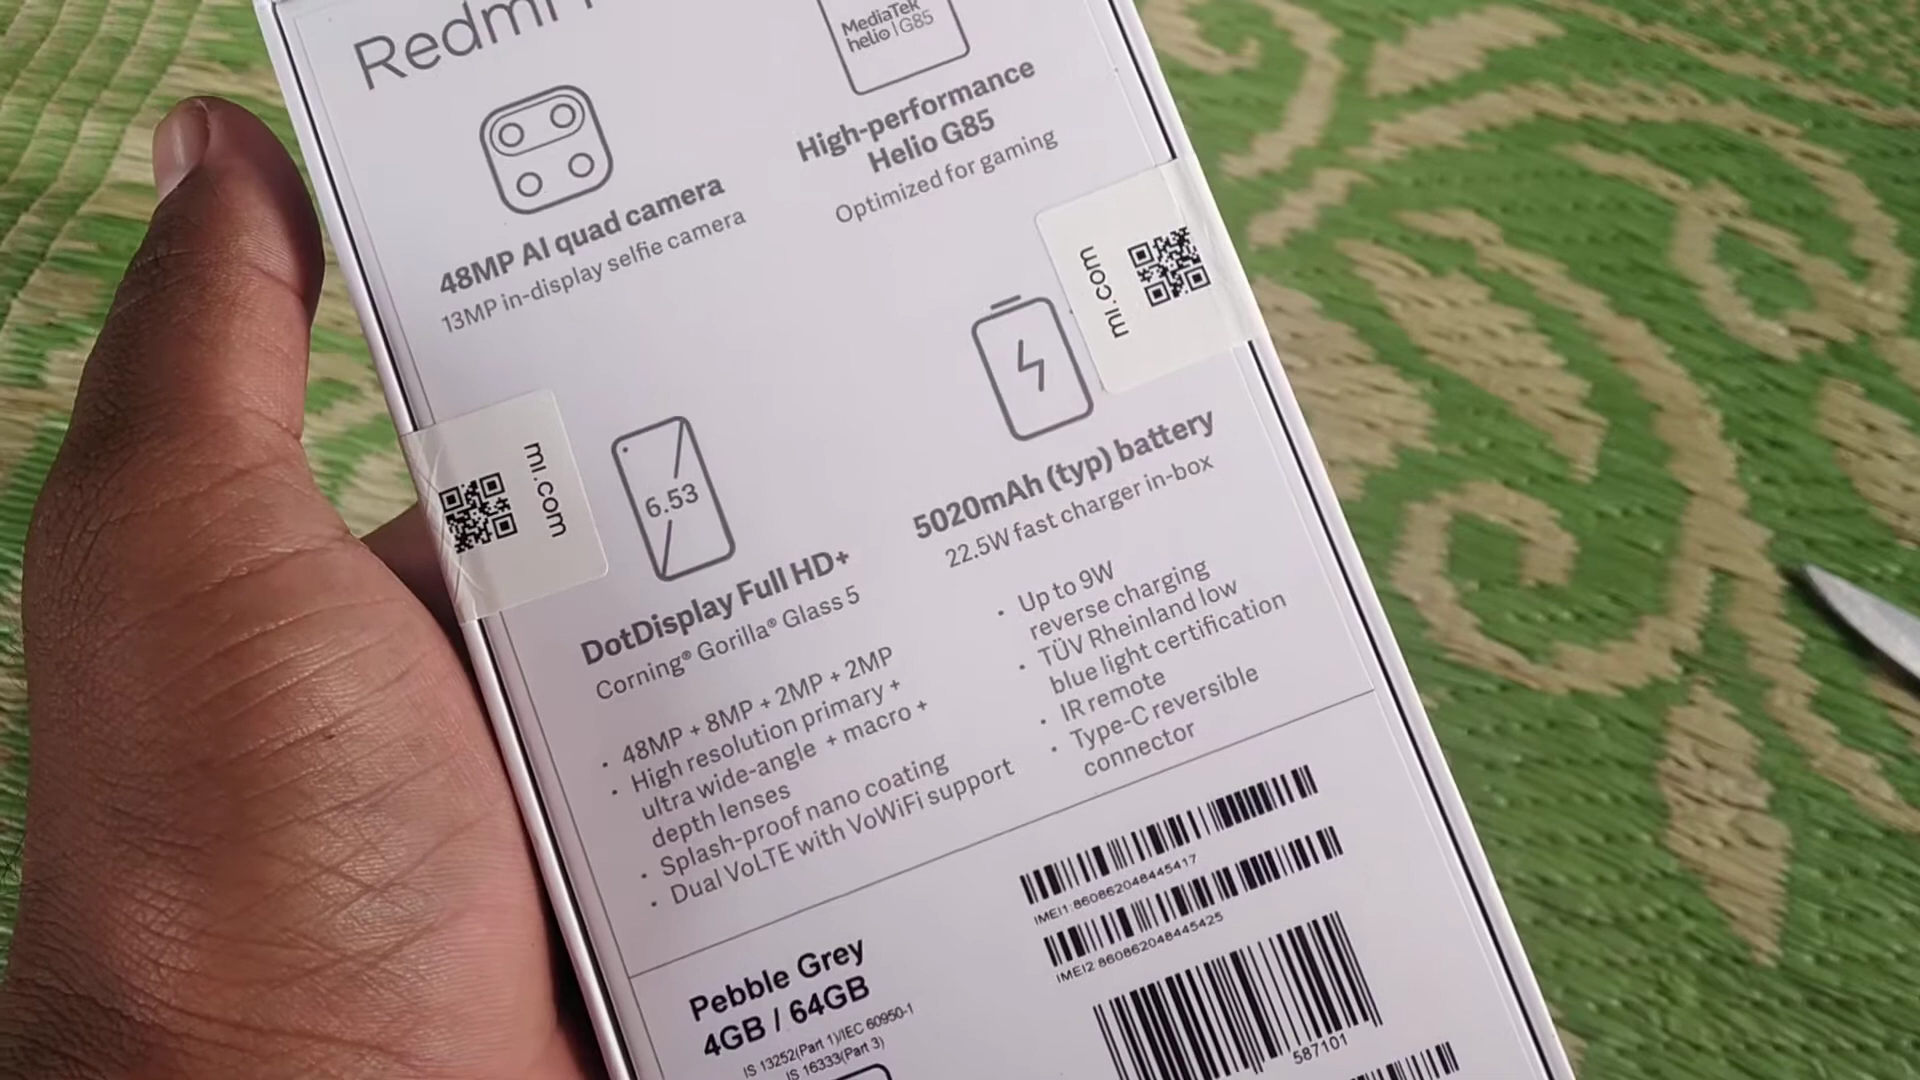 Redmi
MediaTek
helio | G85
High-performance
Helio G85
Optimized for gaming
48MP AI quad camera
13MP in-display selfie camera
mi.com
mi.com
6.53
DotDisplay Full HD+
Corning® Gorilla® Glass 5
5020mAh (typ) battery
22.5W fast charger in-box
• 48MP + 8MP + 2MP + 2MP
• High resolution primary +
ultra wide-angle + macro +
depth lenses
• Splash-proof nano coating
• Dual VoLTE with VoWiFi support
• Up to 9W
reverse charging
• TÜV Rheinland low
blue light certification
• IR remote
• Type-C reversible
connector
IMEI1:860862048445417
IMEI2:860862048445425
587101
Pebble Grey
4GB / 64GB
IS 13252(Part 1)/IEC 60950-1
IS 16333(Part 3)